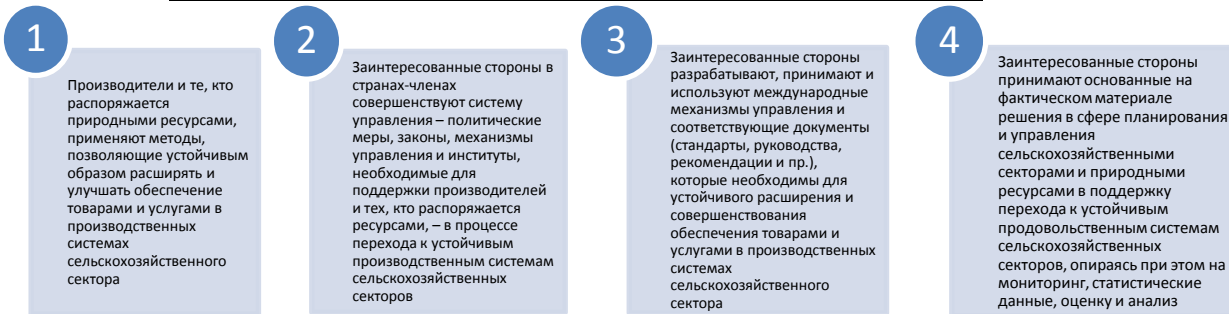 1
Производители и те, кто
распоряжается
природными ресурсами,
применяют методы,
позволяющие устойчивым
образом расширять и
улучшать обеспечение
товарами и услугами в
производственных
системах
сельскохозяйственного
сектора
2
Заинтересованные стороны в
странах-членах
совершенствуют систему
управления – политические
меры, законы, механизмы
управления и институты,
необходимые для
поддержки производителей
и тех, кто распоряжается
ресурсами, – в процессе
перехода к устойчивым
производственным системам
сельскохозяйственных
секторов
3
Заинтересованные стороны
разрабатывают, принимают и
используют международные
механизмы управления и
соответствующие документы
(стандарты, руководства,
рекомендации и пр.),
которые необходимы для
устойчивого расширения и
совершенствования
обеспечения товарами и
услугами в производственных
системах
сельскохозяйственного
сектора
4
Заинтересованные стороны
принимают основанные на
фактическом материале
решения в сфере планирования
и управления
сельскохозяйственными
секторами и природными
ресурсами в поддержку
перехода к устойчивым
продовольственным системам
сельскохозяйственных
секторов, опираясь при этом на
мониторинг, статистические
данные, оценку и анализ